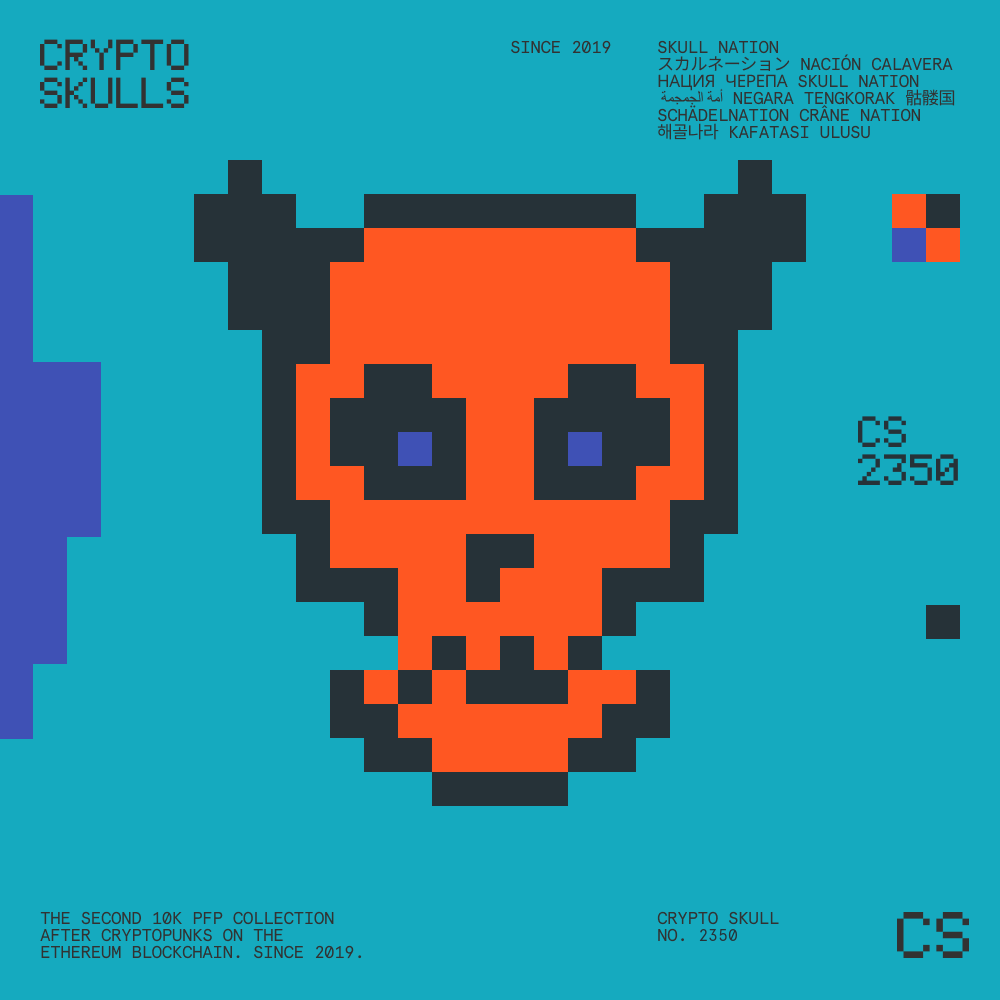 CRYPTO
SKULLS
SINCE 2019
SKULL NATION
スカルネーション NACIÓN CALAVERA
НАЦИЯ ЧЕРЕПА SKULL NATION
أمة الجمجمة NEGARA TENGKORAK 骷髅国
SCHÄDELNATION CRÂNE NATION
해골나라 KAFATASI ULUSU
CS
2350
THE SECOND 10K PFP COLLECTION
AFTER CRYPTOPUNKS ON THE
ETHEREUM BLOCKCHAIN. SINCE 2019.
CRYPTO SKULL
NO. 2350
CS